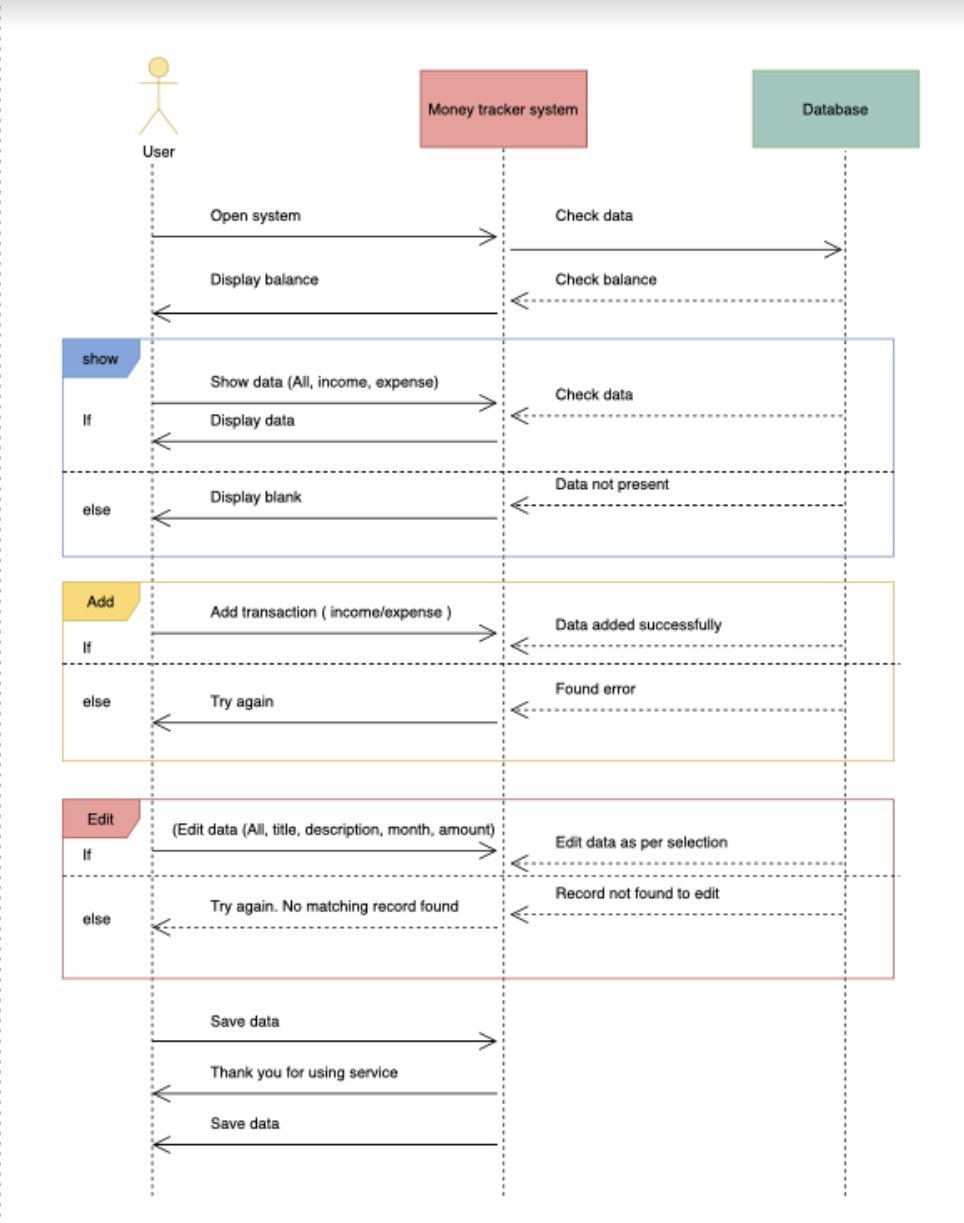 Money tracker system
Database
User
Open system
Check data
Display balance
Check balance
show
Show data (All, income, expense)
Check data
If
Display data
Data not present
Display blank
else
Add
Add transaction ( income/expense )
Data added successfully
If
Found error
else
Try again
Edit
(Edit data (All, title, description, month, amount)
Edit data as per selection
If
Record not found to edit
Try again. No matching record found
else
Save data
Thank you for using service
Save data